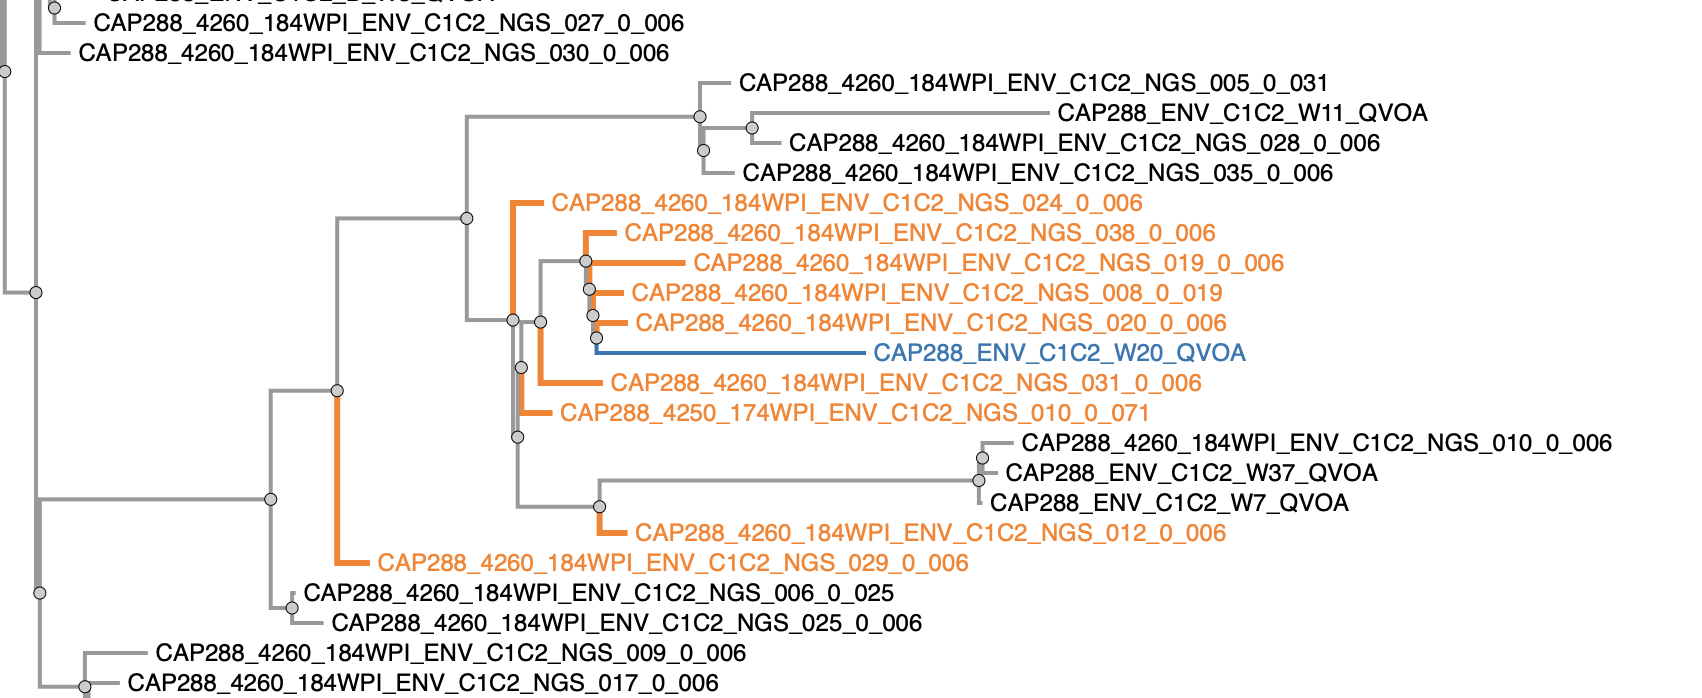 CAP288_4260_184WPI_ENV_C1C2_NGS_027_0_006
CAP288_4260_184WPI_ENV_C1C2_NGS_030_0_006
CAP288_4260_184WPI_ENV_C1C2_NGS_005_0_031
CAP288_ENV_C1C2_W11_QVOA
CAP288_4260_184WPI_ENV_C1C2_NGS_028_0_006
CAP288_4260_184WPI_ENV_C1C2_NGS_035_0_006
CAP288_4260_184WPI_ENV_C1C2_NGS_024_0_006
CAP288_4260_184WPI_ENV_C1C2_NGS_038_0_006
CAP288_4260_184WPI_ENV_C1C2_NGS_019_0_006
CAP288_4260_184WPI_ENV_C1C2_NGS_008_0_019
CAP288_4260_184WPI_ENV_C1C2_NGS_020_0_006
CAP288_ENV_C1C2_W20_QVOA
CAP288_4260_184WPI_ENV_C1C2_NGS_031_0_006
CAP288_4250_174WPI_ENV_C1C2_NGS_010_0_071
CAP288_4260_184WPI_ENV_C1C2_NGS_010_0_006
CAP288_ENV_C1C2_W37_QVOA
CAP288_ENV_C1C2_W7_QVOA
CAP288_4260_184WPI_ENV_C1C2_NGS_012_0_006
CAP288_4260_184WPI_ENV_C1C2_NGS_029_0_006
CAP288_4260_184WPI_ENV_C1C2_NGS_006_0_025
CAP288_4260_184WPI_ENV_C1C2_NGS_025_0_006
CAP288_4260_184WPI_ENV_C1C2_NGS_009_0_006
CAP288_4260_184WPI_ENV_C1C2_NGS_017_0_006